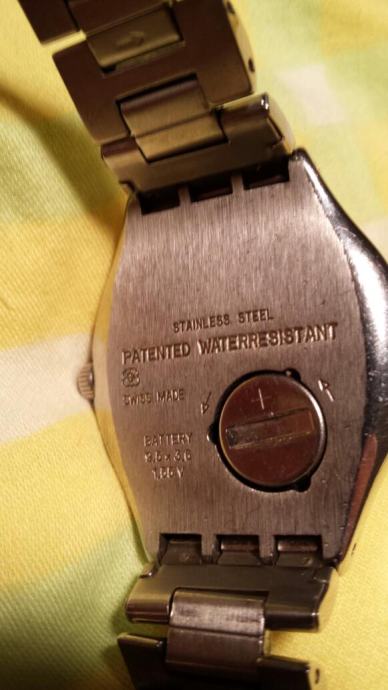 STAINLESS STEEL
PATENTED WATERRESISTANT
SWISS MADE
+
BATTERY
1.55 V